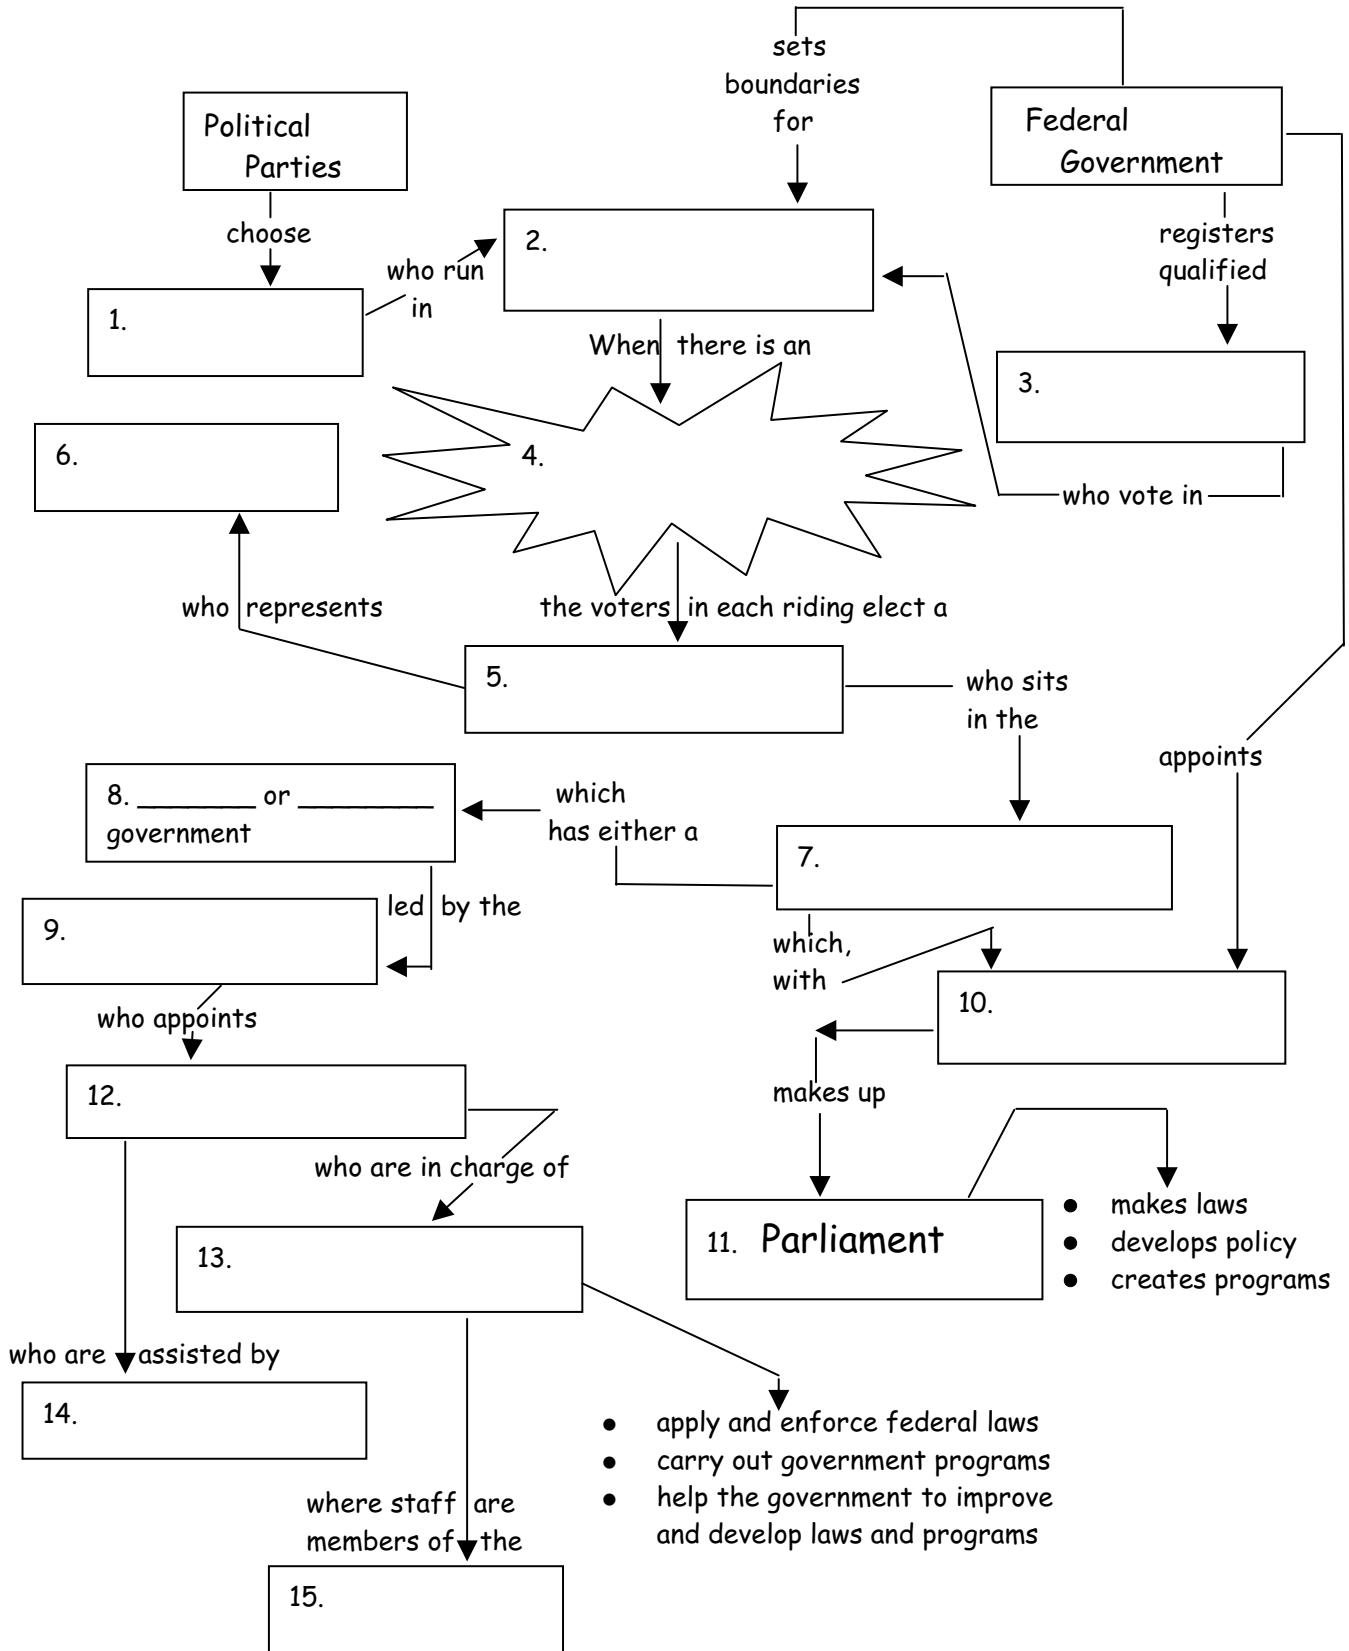 sets
boundaries
for
Political
Parties
Federal
Government
choose
who run
in
2.
registers
qualified
1.
When there is an
3.
6.
4.
who vote in
who represents
the voters in each riding elect a
5.
who sits
in the
appoints
8. _______ or ________
government
which
has either a
7.
led by the
9.
which,
with
10.
who appoints
12.
makes up
who are in charge of
11. Parliament
● makes laws
● develops policy
● creates programs
13.
who are assisted by
14.
● apply and enforce federal laws
● carry out government programs
● help the government to improve
and develop laws and programs
where staff are
members of the
15.